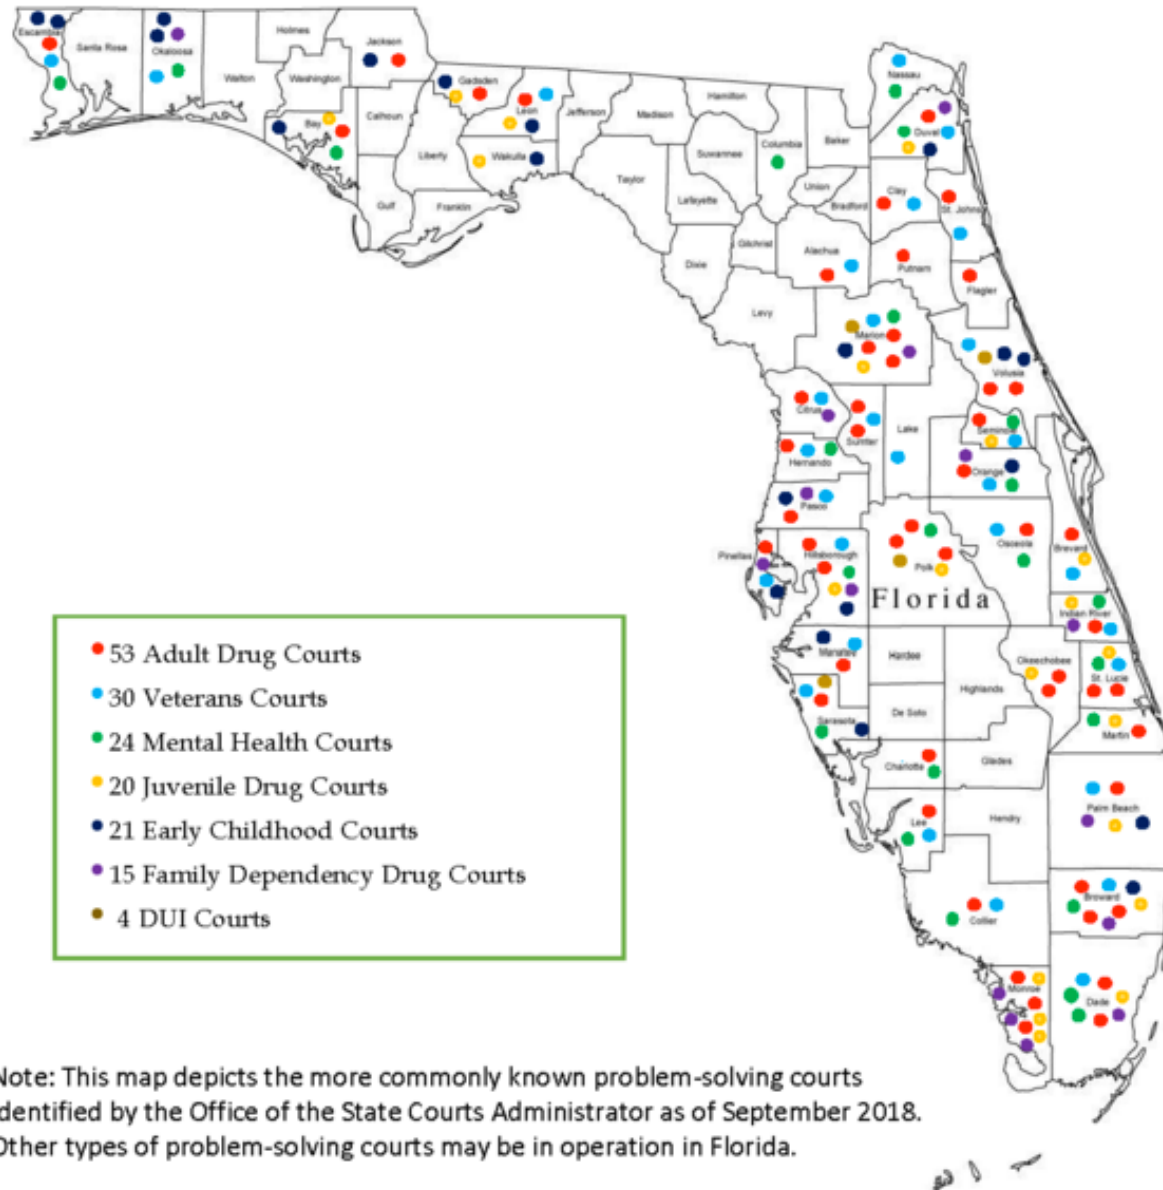 Escambia
Santa Rosa
Okaloosa
Walton
Holmes
Washington
Jackson
Bay
Calhoun
Gulf
Gadsden
Liberty
Franklin
Leon
Wakulla
Jefferson
Madison
Taylor
Hamilton
Suwannee
Lafayette
Dixie
Columbia
Gilchrist
Levy
Baker
Union
Bradford
Alachua
Nassau
Duval
Clay
St. Johns
Putnam
Flagler
Marion
Volusia
Citrus
Sumter
Lake
Seminole
Orange
Hernando
Pasco
Pinellas
Hillsborough
Polk
Osceola
Brevard
Florida
Indian River
Manatee
Hardee
Highlands
Okeechobee
St. Lucie
Sarasota
De Soto
Martin
Charlotte
Glades
Lee
Hendry
Palm Beach
Collier
Broward
Monroe
Dade
53 Adult Drug Courts
30 Veterans Courts
24 Mental Health Courts
20 Juvenile Drug Courts
21 Early Childhood Courts
15 Family Dependency Drug Courts
4 DUI Courts
Note: This map depicts the more commonly known problem-solving courts
identified by the Office of the State Courts Administrator as of September 2018.
Other types of problem-solving courts may be in operation in Florida.